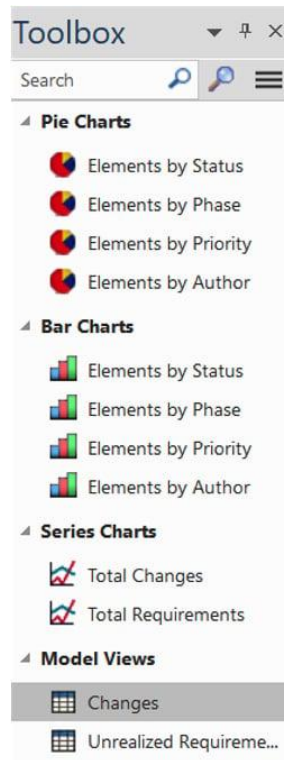 Toolbox
Search
Pie Charts
Elements by Status
Elements by Phase
Elements by Priority
Elements by Author
Bar Charts
Elements by Status
Elements by Phase
Elements by Priority
Elements by Author
Series Charts
Total Changes
Total Requirements
Model Views
Changes
Unrealized Requireme...